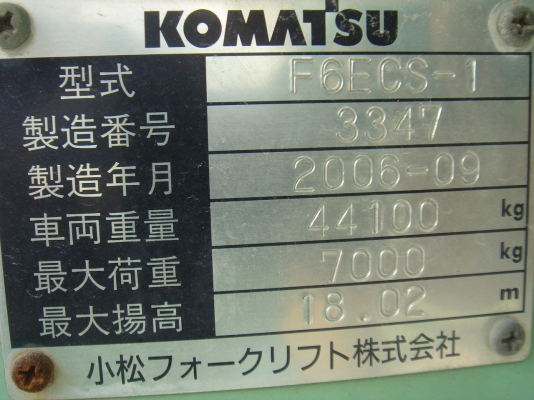 KOMATSU
型式 F6ECS-1
製造番号 3347
製造年月 2006-09
車両重量 44100 kg
最大荷重 7000 kg
最大揚高 18.02 m
小松フォークリフト株式会社